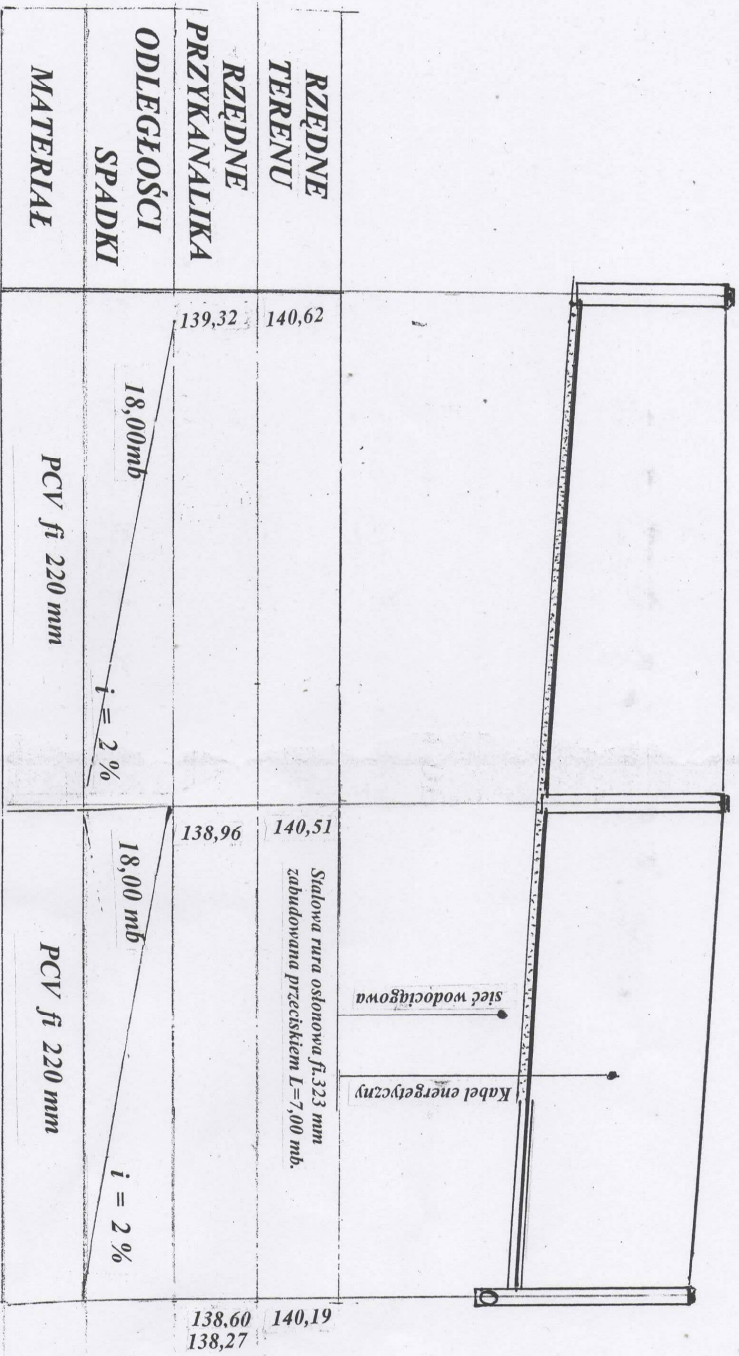 RZĘDNE
TERENU
140,62
140,51
140,19
RZĘDNE
PRZYKANALIKA
139,32
138,96
138,60
138,27
ODLEGŁOŚCI
SPADKI
18,00mb
i = 2 %
18,00 mb
i = 2 %
MATERIAŁ
PCV fi 220 mm
PCV fi 220 mm
Stalowa rura osłonowa fi.323 mm
zabudowana przeciskiem L=7,00 mb.
sieć wodociągowa
Kabel energetyczny